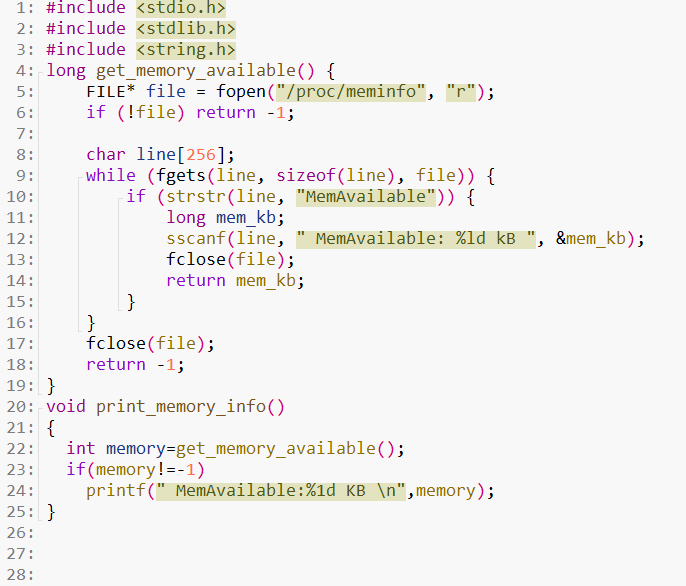 1: #include <stdio.h>
2: #include <stdlib.h>
3: #include <string.h>
4: long get_memory_available() {
5:     FILE* file = fopen("/proc/meminfo", "r");
6:     if (!file) return -1;
7:
8:     char line[256];
9:     while (fgets(line, sizeof(line), file)) {
10:         if (strstr(line, "MemAvailable")) {
11:             long mem_kb;
12:             sscanf(line, " MemAvailable: %ld kB ", &mem_kb);
13:             fclose(file);
14:             return mem_kb;
15:         }
16:     }
17:     fclose(file);
18:     return -1;
19: }
20: void print_memory_info()
21: {
22:   int memory=get_memory_available();
23:   if(memory!=-1)
24:     printf(" MemAvailable:%1d KB \n",memory);
25: }
26:
27:
28: